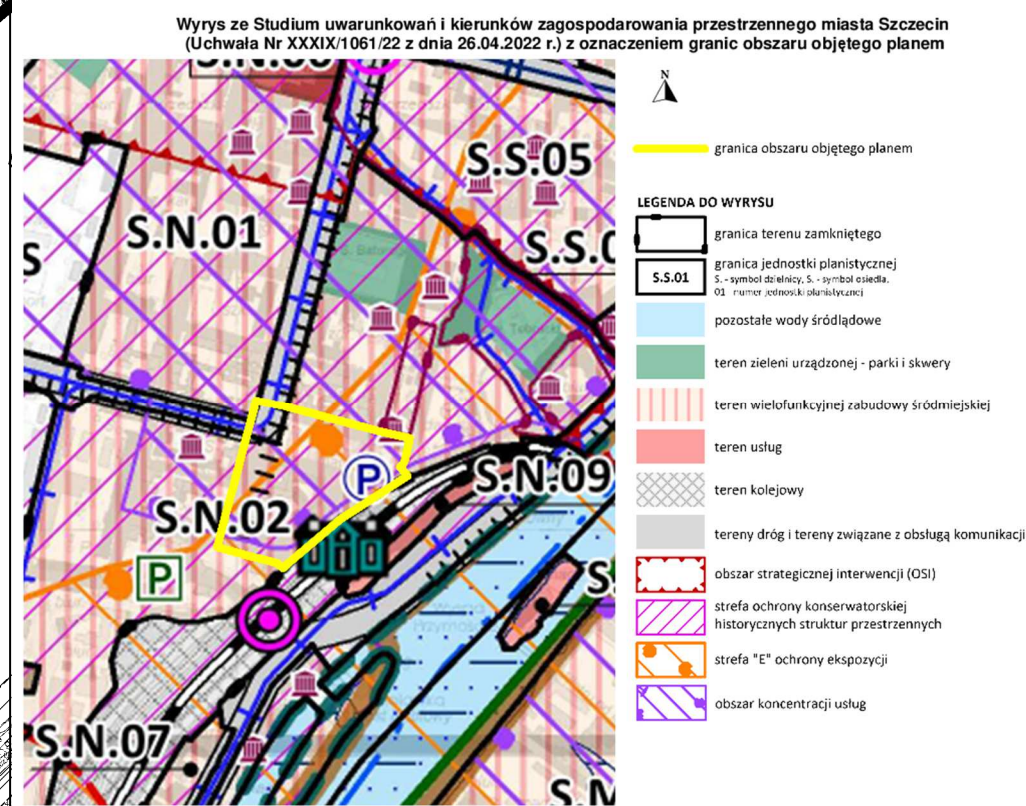 Wyrys ze Studium uwarunkowań i kierunków zagospodarowania przestrzennego miasta Szczecin
(Uchwała Nr XXXIX/1061/22 z dnia 26.04.2022 r.) z oznaczeniem granic obszaru objętego planem
N
granica obszaru objętego planem
LEGENDA DO WYRYSU
granica terenu zamkniętego
S.S.01
granica jednostki planistycznej
S. - symbol dzielnicy, S. - symbol osiedla,
01 - numer jednostki planistycznej
pozostałe wody śródlądowe
teren zieleni urządzonej - parki i skwery
teren wielofunkcyjnej zabudowy śródmiejskiej
teren usług
teren kolejowy
tereny dróg i tereny związane z obsługą komunikacji
obszar strategicznej interwencji (OSI)
strefa ochrony konserwatorskiej
historycznych struktur przestrzennych
strefa "E" ochrony ekspozycji
obszar koncentracji usług
S.S.05
S.N.01
S.S.0
S
S.N.09
P
S.N.02
P
S.
S.N.07
S.M